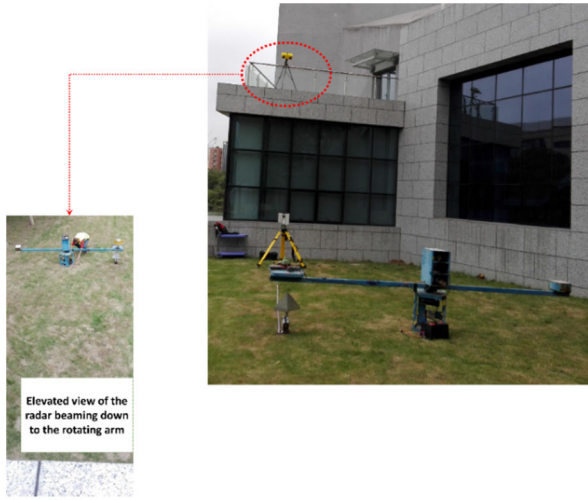 Elevated view of the
radar beaming down
to the rotating arm